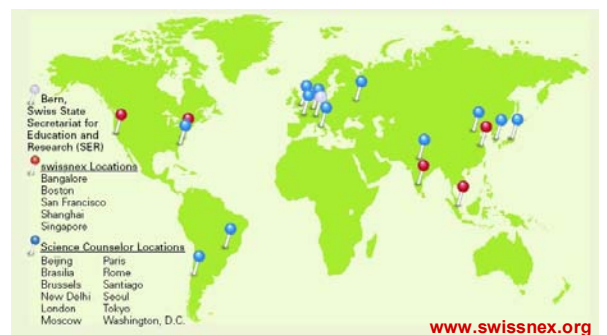 Bern,
Swiss State
Secretariat for
Education and
Research (SER)
swissnex Locations
Bangalore
Boston
San Francisco
Shanghai
Singapore
Science Counselor Locations
Beijing Paris
Brasilia Rome
Brussels Santiago
New Delhi Seoul
London Tokyo
Moscow Washington, D.C.
www.swissnex.org